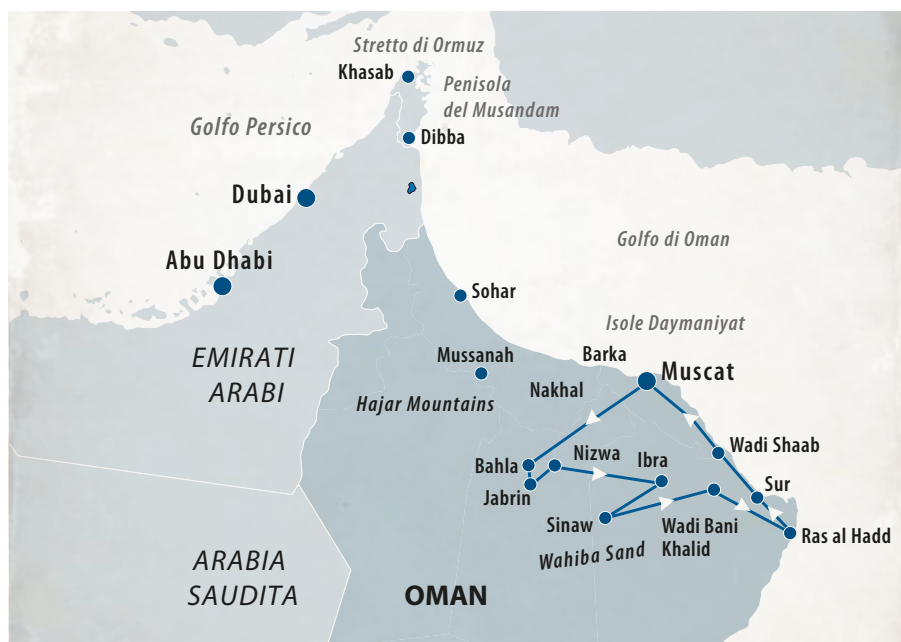 Stretto di Ormuz
Khasab
Penisola
del Musandam
Golfo Persico
Dibba
Dubai
Golfo di Oman
Abu Dhabi
Sohar
Isole Daymaniyat
EMIRATI
ARABI
Mussanah
Barka
Muscat
Nakhal
Hajar Mountains
Wadi Shaab
Nizwa
Ibra
Bahla
Sur
Jabrin
Sinaw
Wadi Bani
Khalid
Ras al Hadd
Wahiba Sand
ARABIA
SAUDITA
OMAN